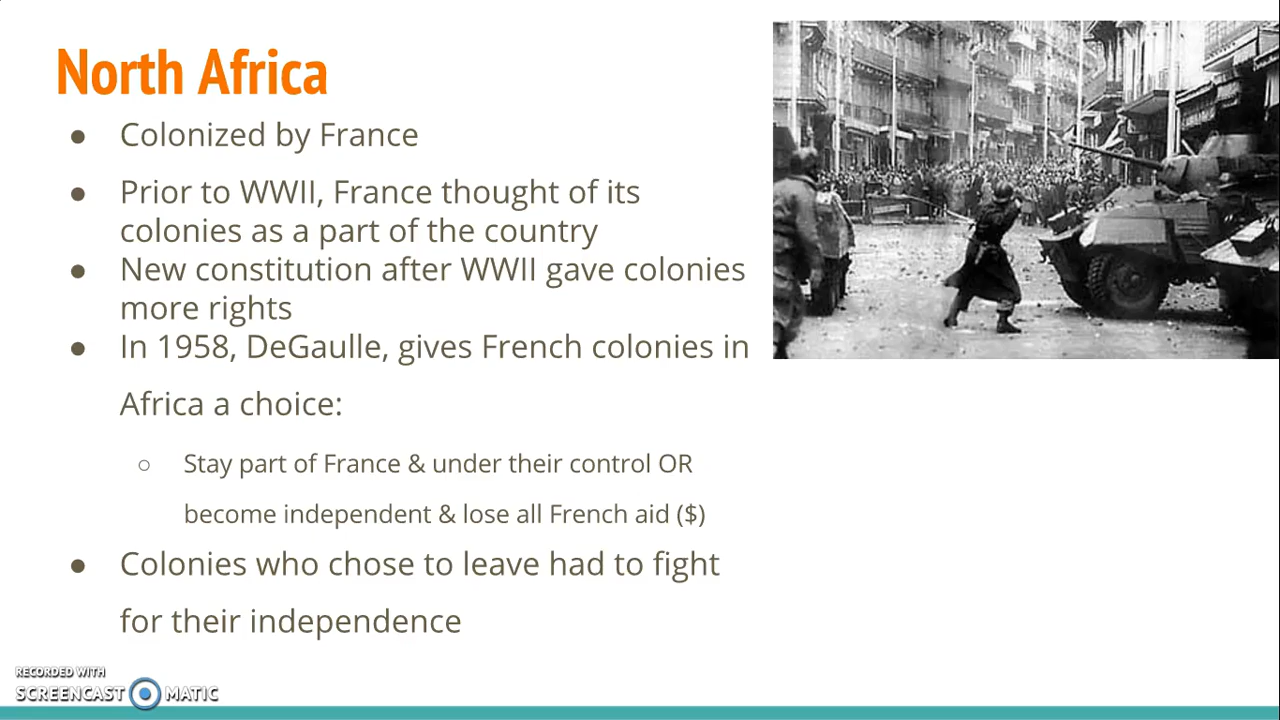 North Africa
● Colonized by France
● Prior to WWII, France thought of its
colonies as a part of the country
● New constitution after WWII gave colonies
more rights
● In 1958, DeGaulle, gives French colonies in
Africa a choice:
○ Stay part of France & under their control OR
become independent & lose all French aid ($)
● Colonies who chose to leave had to fight
for their independence
RECORDED WITH
SCREENCAST MATIC